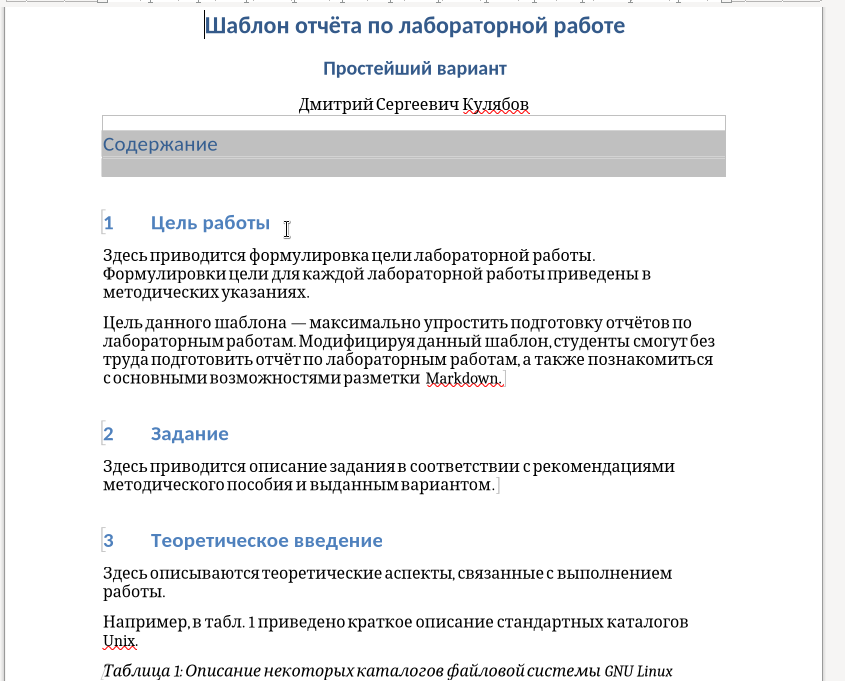 Шаблон отчёта по лабораторной работе
Простейший вариант
Дмитрий Сергеевич Кулябов
Содержание
1 Цель работы
Здесь приводится формулировка цели лабораторной работы.
Формулировки цели для каждой лабораторной работы приведены в
методических указаниях.
Цель данного шаблона — максимально упростить подготовку отчётов по
лабораторным работам. Модифицируя данный шаблон, студенты смогут без
труда подготовить отчёт по лабораторным работам, а также познакомиться
с основными возможностями разметки Markdown.
2 Задание
Здесь приводится описание задания в соответствии с рекомендациями
методического пособия и выданным вариантом.
3 Теоретическое введение
Здесь описываются теоретические аспекты, связанные с выполнением
работы.
Например, в табл. 1 приведено краткое описание стандартных каталогов
Unix.
Таблица 1: Описание некоторых каталогов файловой системы GNU Linux